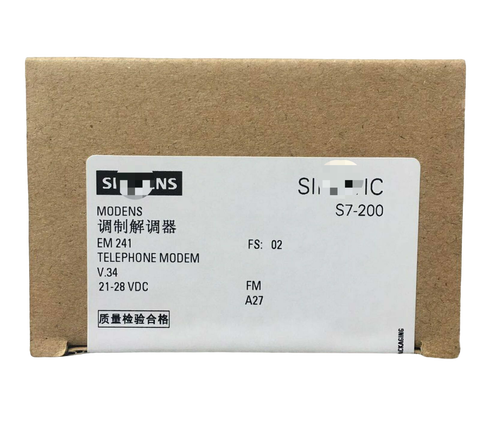 S7-200
MODENS
调制解调器
EM 241
FS: 02
TELEPHONE MODEM
V.34
21-28 VDC
FM
A27
质量检验合格
PACKAGING